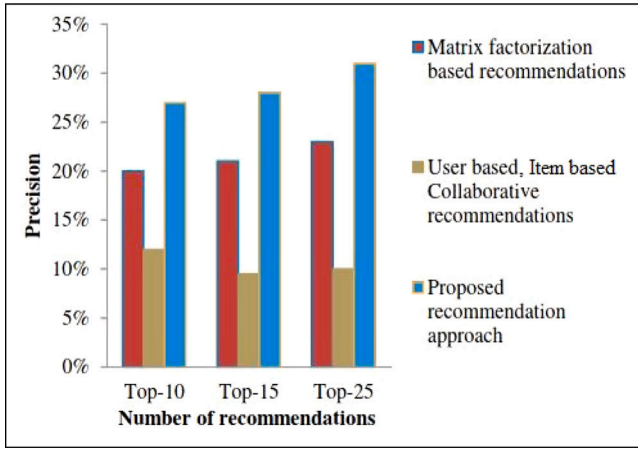 35%
30%
25%
20%
15%
10%
5%
0%
Precision
Top-10 Top-15 Top-25
Number of recommendations
Matrix factorization
based recommendations
User based, Item based
Collaborative
recommendations
Proposed
recommendation
approach